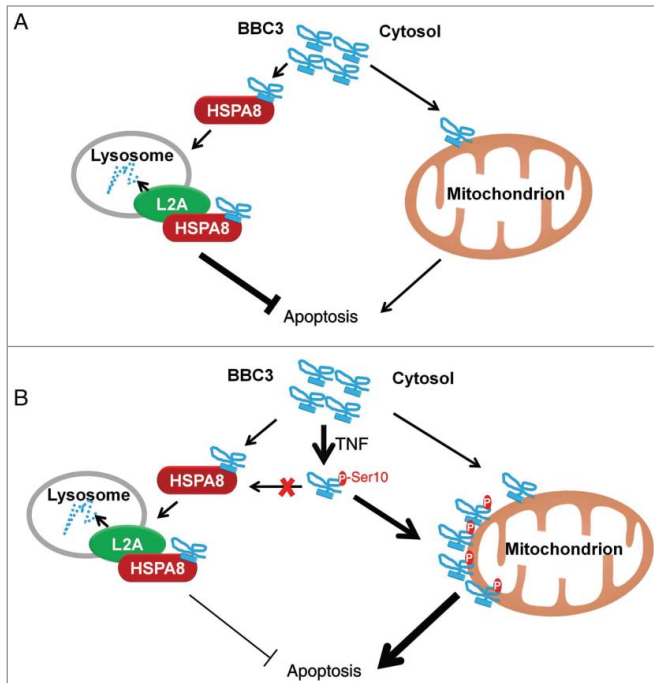 A
BBC3
Cytosol
HSPA8
Lysosome
L2A
HSPA8
Mitochondrion
Apoptosis
B
BBC3
Cytosol
TNF
P-Ser10
HSPA8
Lysosome
L2A
HSPA8
P
P
P
P
Mitochondrion
Apoptosis